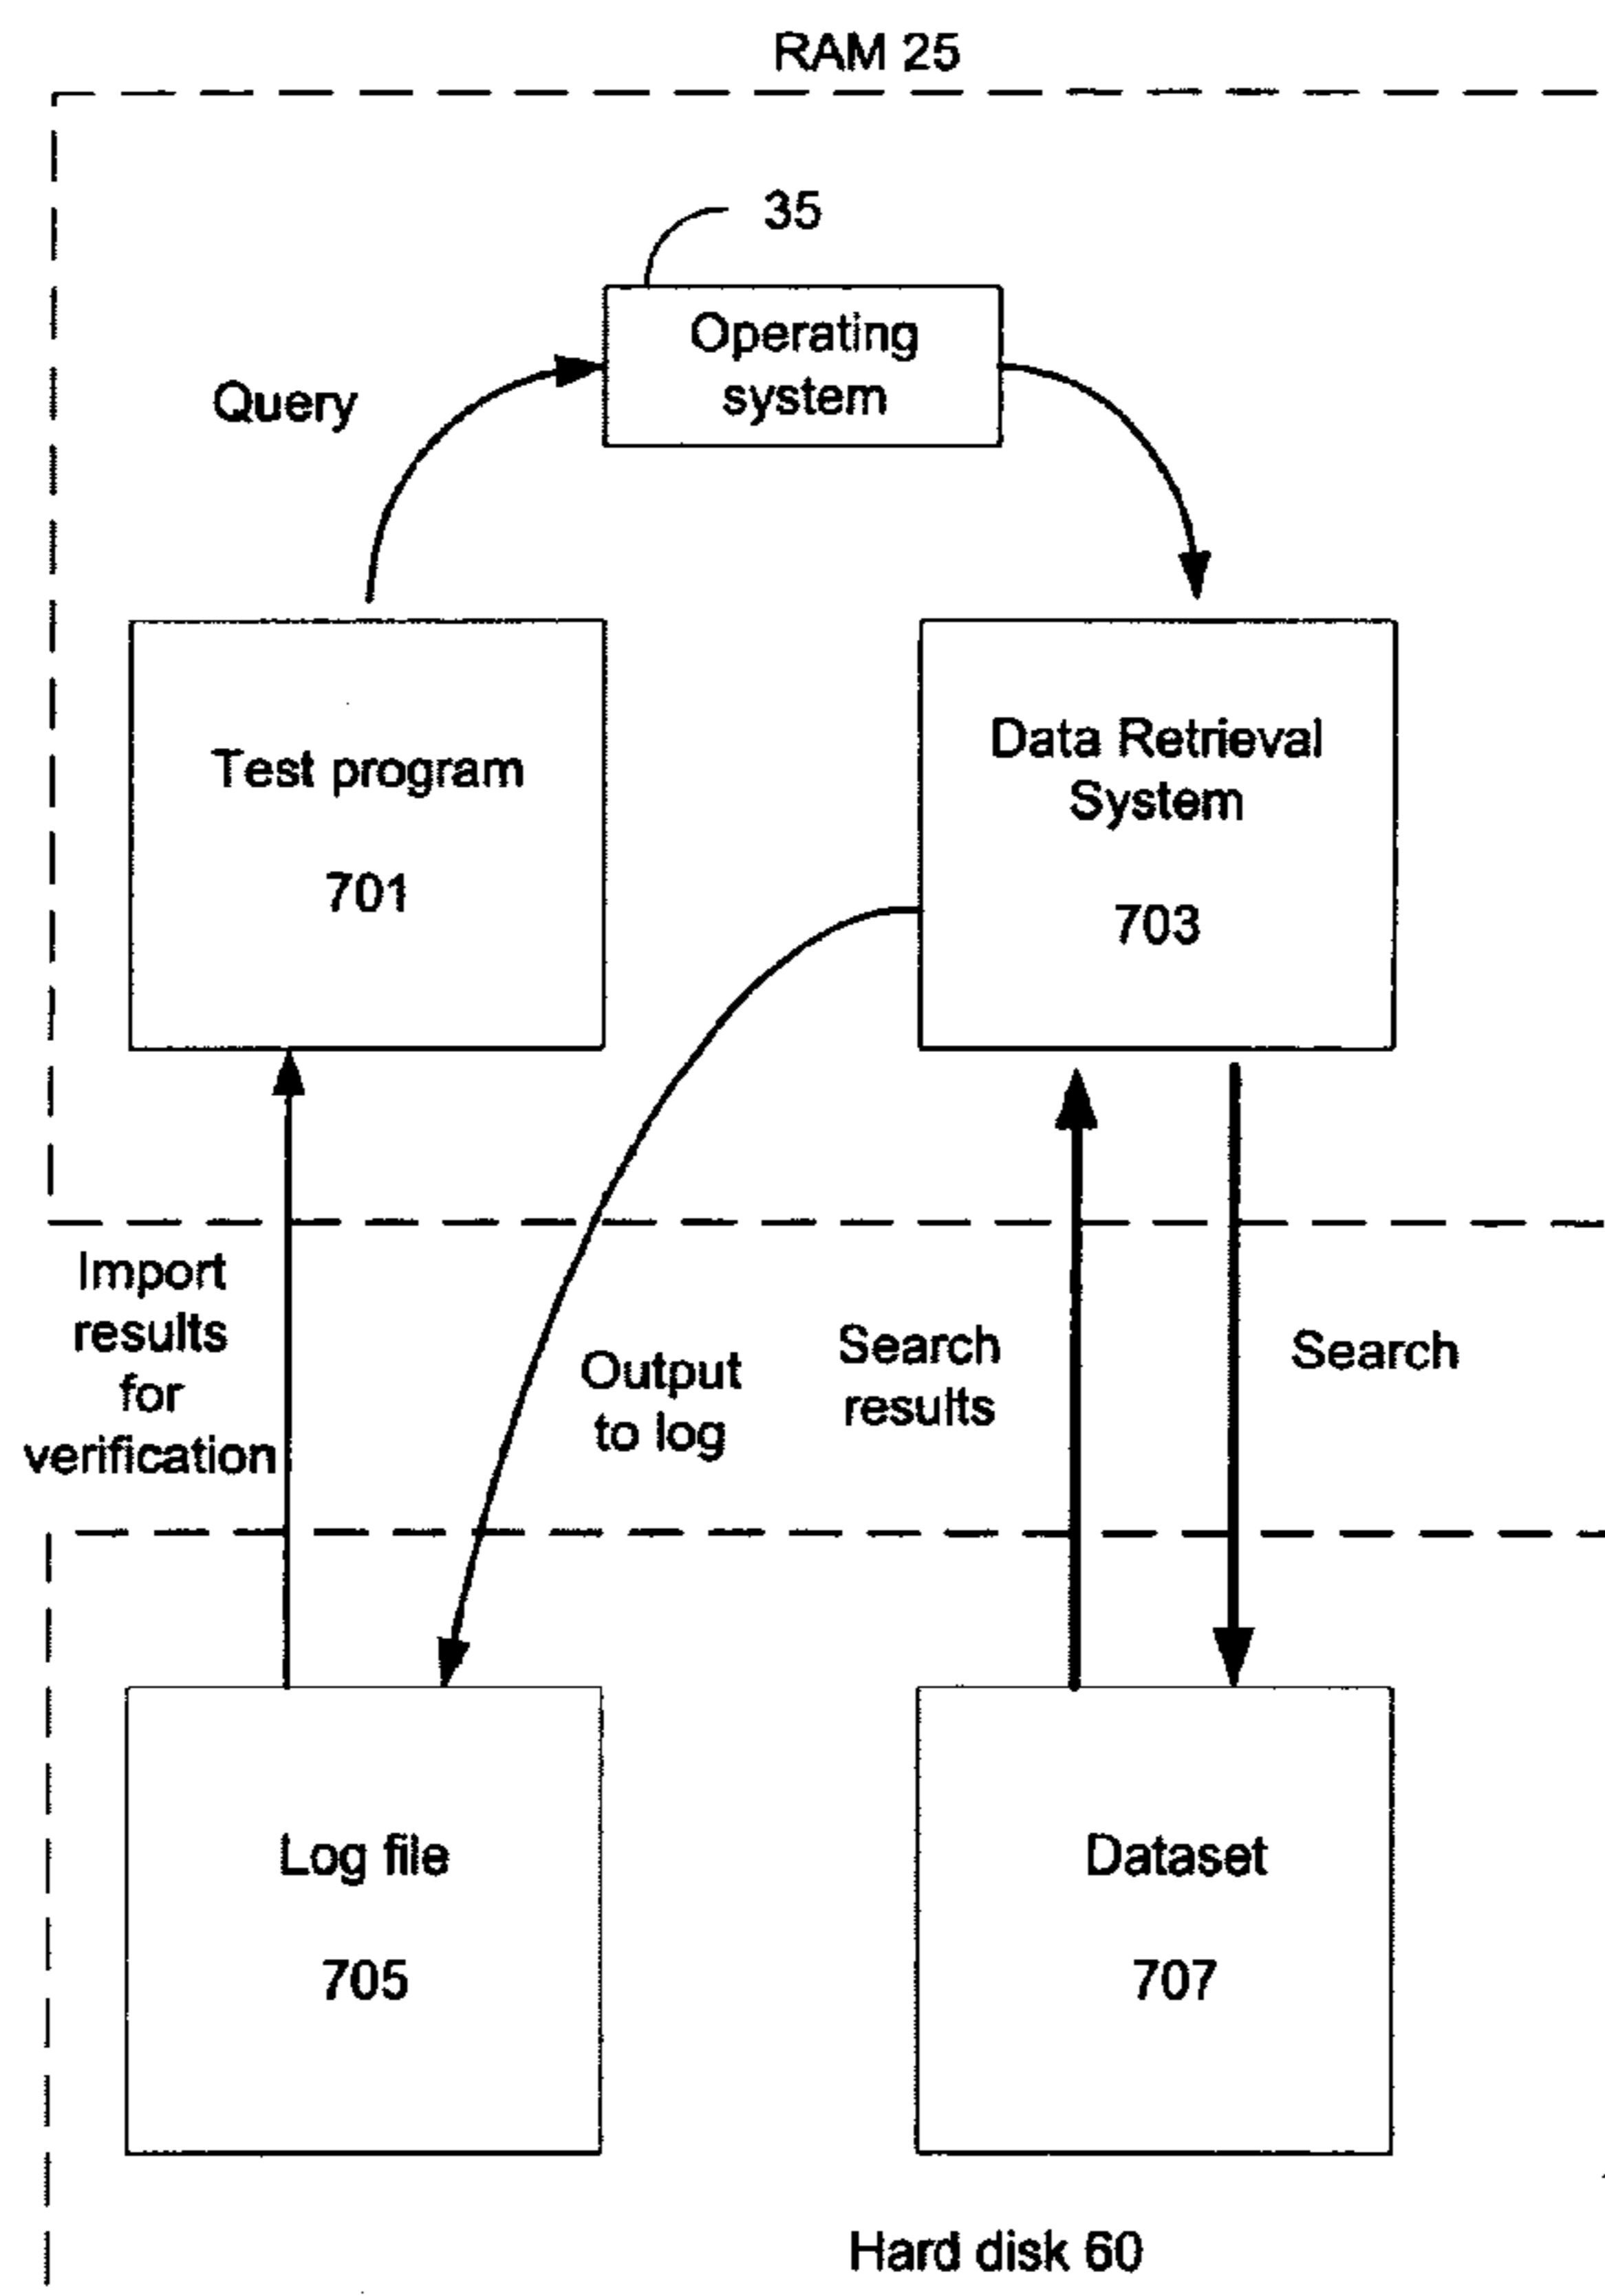 RAM 25
35
Operating
system
Query
Test program
701
Data Retrieval
System
703
Import
results
for
verification
Output
to log
Search
results
Search
Log file
705
Dataset
707
Hard disk 60